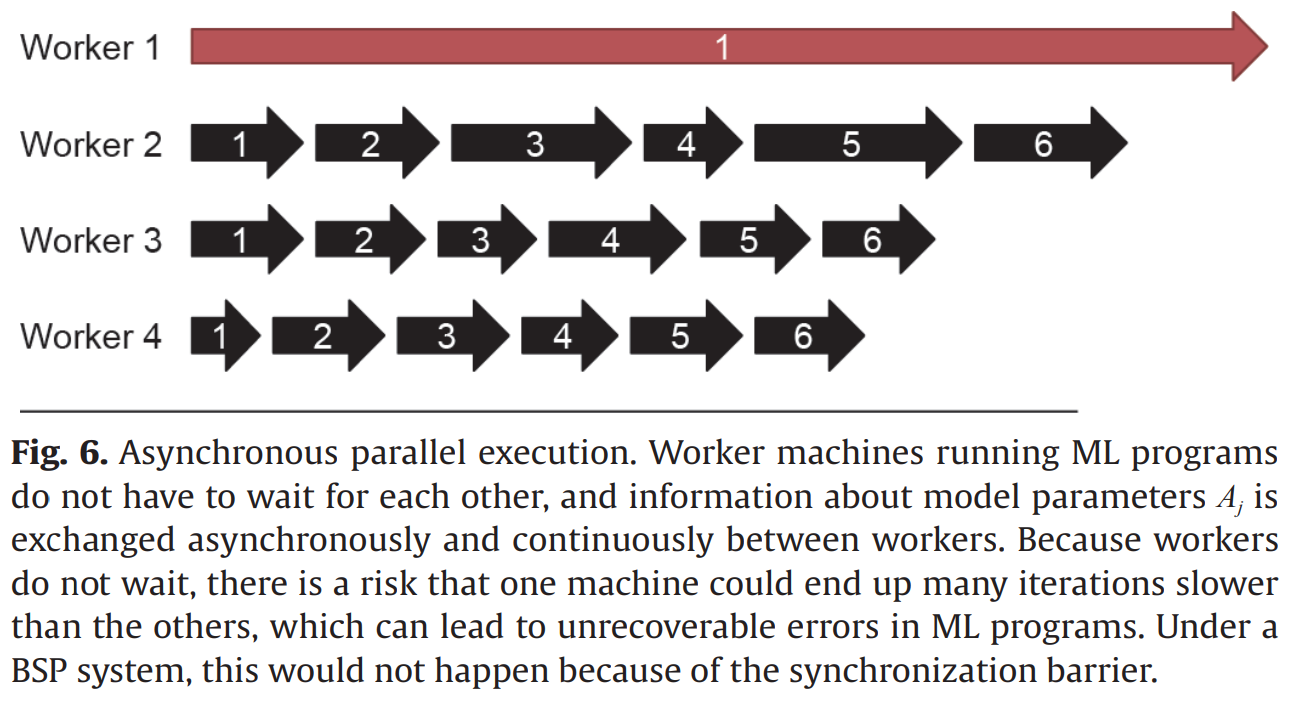 Worker 1 1
Worker 2 1 2 3 4 5 6
Worker 3 1 2 3 4 5 6
Worker 4 1 2 3 4 5 6
Fig. 6. Asynchronous parallel execution. Worker machines running ML programs
do not have to wait for each other, and information about model parameters Aj is
exchanged asynchronously and continuously between workers. Because workers
do not wait, there is a risk that one machine could end up many iterations slower
than the others, which can lead to unrecoverable errors in ML programs. Under a
BSP system, this would not happen because of the synchronization barrier.